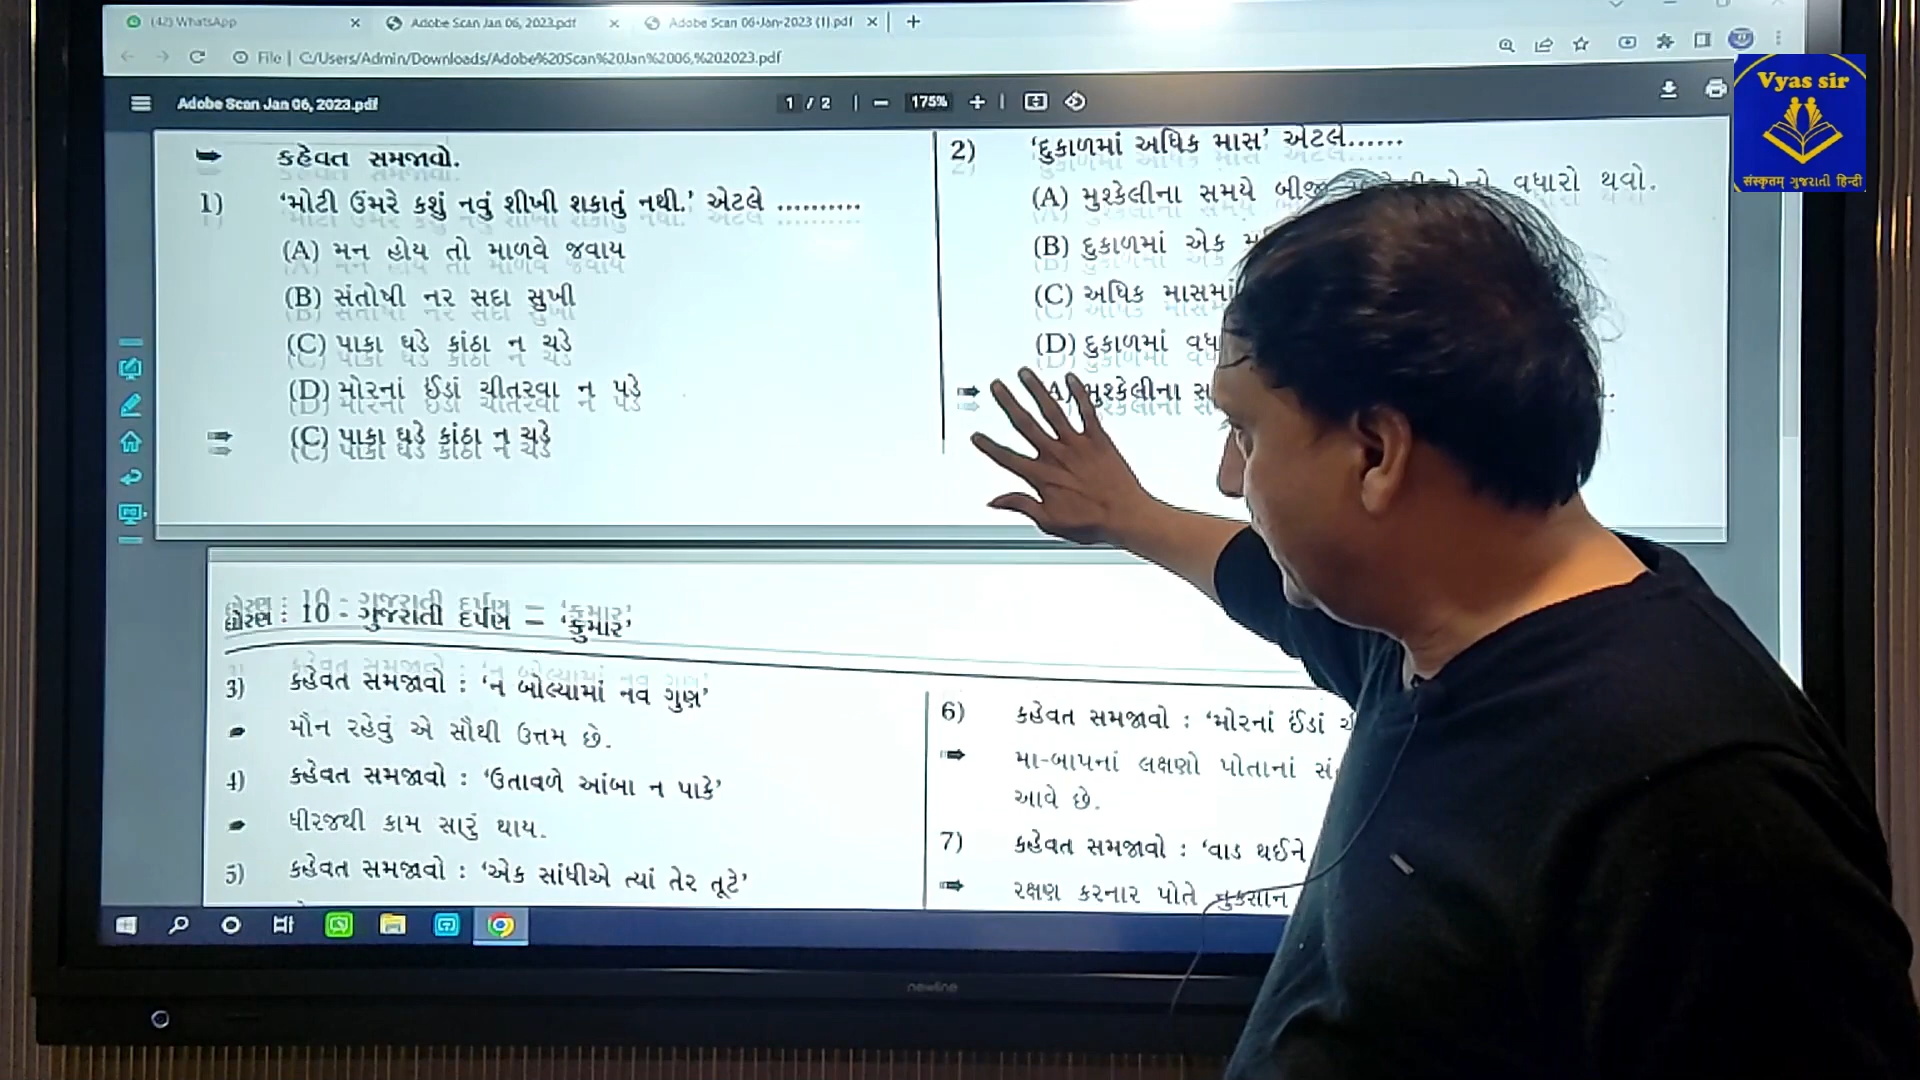 (42) WhatsApp
Adobe Scan Jan 06, 2023.pdf
Adobe Scan 06-Jan-2023 (1).pdf
File | C:/Users/Admin/Downloads/Adobe%20Scan%20Jan%2006,%202023.pdf
Adobe Scan Jan 06, 2023.pdf
1 / 2
175%
Vyas sir
संस्कृतम् गुजराती हिन्दी
કહેવત સમજાવો.
1) ‘મોટી ઉંમરે કશું નવું શીખી શકાતું નથી.’ એટલે ..........
(A) મન હોય તો માળવે જવાય
(B) સંતોષી નર સદા સુખી
(C) પાકા ઘડે કાંઠા ન ચડે
(D) મોરનાં ઈંડાં ચીતરવા ન પડે
(C) પાકા ઘડે કાંઠા ન ચડે
2) ‘દુકાળમાં અધિક માસ’ એટલે......
(A) મુશ્કેલીના સમયે વધારો થવો.
(B) દુકાળમાં એક
(C) અધિક માસમાં
(D) દુકાળમાં
(A) મુશ્કેલીના
ધોરણ : 10 - ગુજરાતી દર્પણ = ‘કુમાર’
3) કહેવત સમજાવો : ‘ન બોલ્યામાં નવ ગુણ’
મૌન રહેવું એ સૌથી ઉત્તમ છે.
4) કહેવત સમજાવો : ‘ઉતાવળે આંબા ન પાકે’
ધીરજથી કામ સારું થાય.
5) કહેવત સમજાવો : ‘એક સાંધીએ ત્યાં તેર તૂટે’
6) કહેવત સમજાવો : ‘મોરનાં ઈંડાં
મા-બાપનાં લક્ષણો પોતાનાં
આવે છે.
7) કહેવત સમજાવો : ‘વાડ થઈને
રક્ષણ કરનાર પોતે નુકસાન
newline